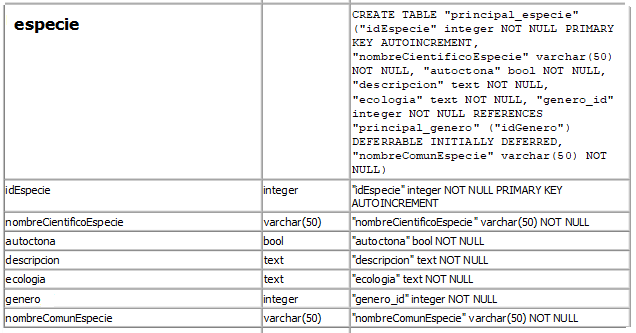 especie
CREATE TABLE "principal_especie"
("idEspecie" integer NOT NULL PRIMARY
KEY AUTOINCREMENT,
"nombreCientificoEspecie" varchar(50)
NOT NULL, "autoctona" bool NOT NULL,
"descripcion" text NOT NULL,
"ecologia" text NOT NULL, "genero_id"
integer NOT NULL REFERENCES
"principal_genero" ("idGenero")
DEFERRABLE INITIALLY DEFERRED,
"nombreComunEspecie" varchar(50) NOT
NULL)
idEspecie integer "idEspecie" integer NOT NULL PRIMARY KEY
AUTOINCREMENT
nombreCientificoEspecie varchar(50) "nombreCientificoEspecie" varchar(50) NOT NULL
autoctona bool "autoctona" bool NOT NULL
descripcion text "descripcion" text NOT NULL
ecologia text "ecologia" text NOT NULL
genero integer "genero_id" integer NOT NULL
nombreComunEspecie varchar(50) "nombreComunEspecie" varchar(50) NOT NULL